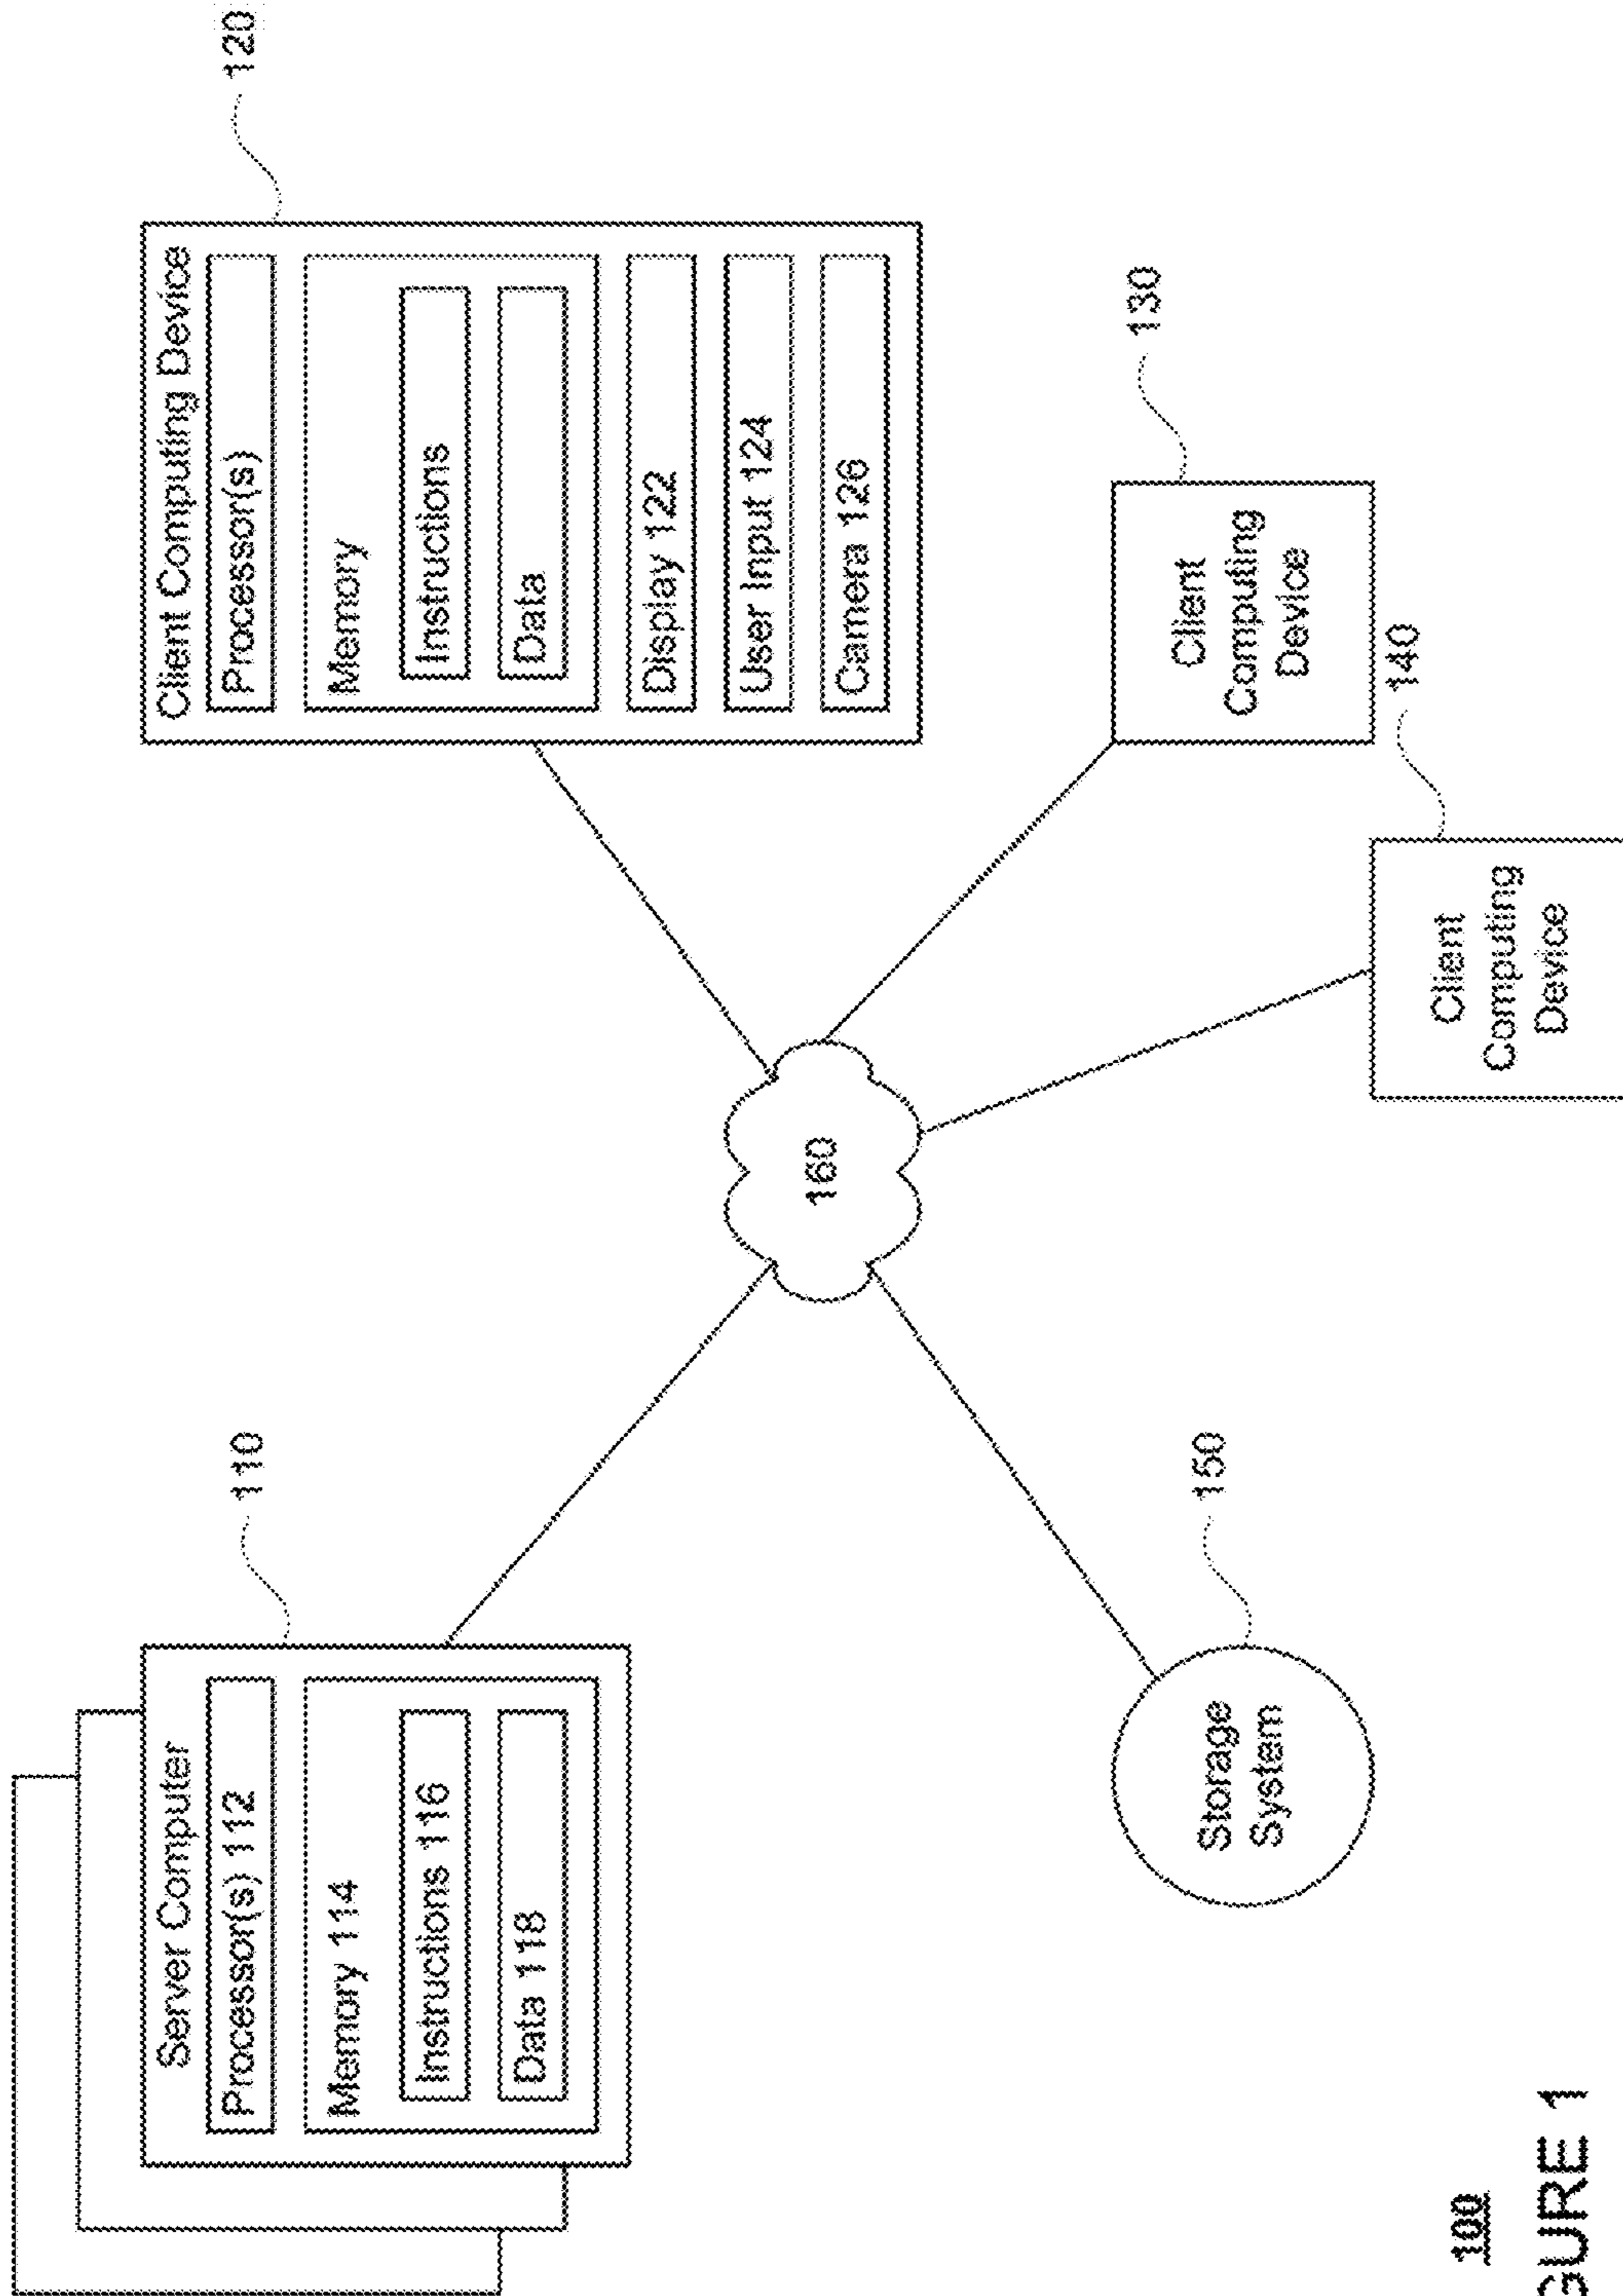 Server Computer
110
Processor(s) 112
Memory 114
Instructions 116
Data 118
Client Computing Device
120
Processor(s)
Memory
Instructions
Data
Display 122
User Input 124
Camera 126
160
Storage
System
150
Client
Computing
Device
130
Client
Computing
Device
140
100
GURE 1